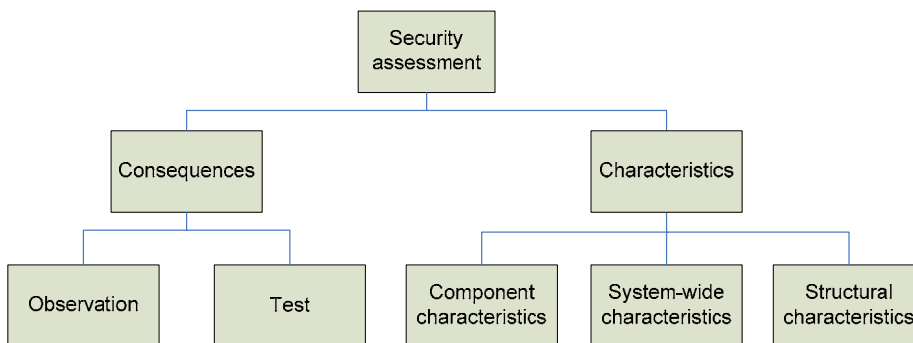 Security
assessment
Consequences
Characteristics
Observation
Test
Component
characteristics
System-wide
characteristics
Structural
characteristics